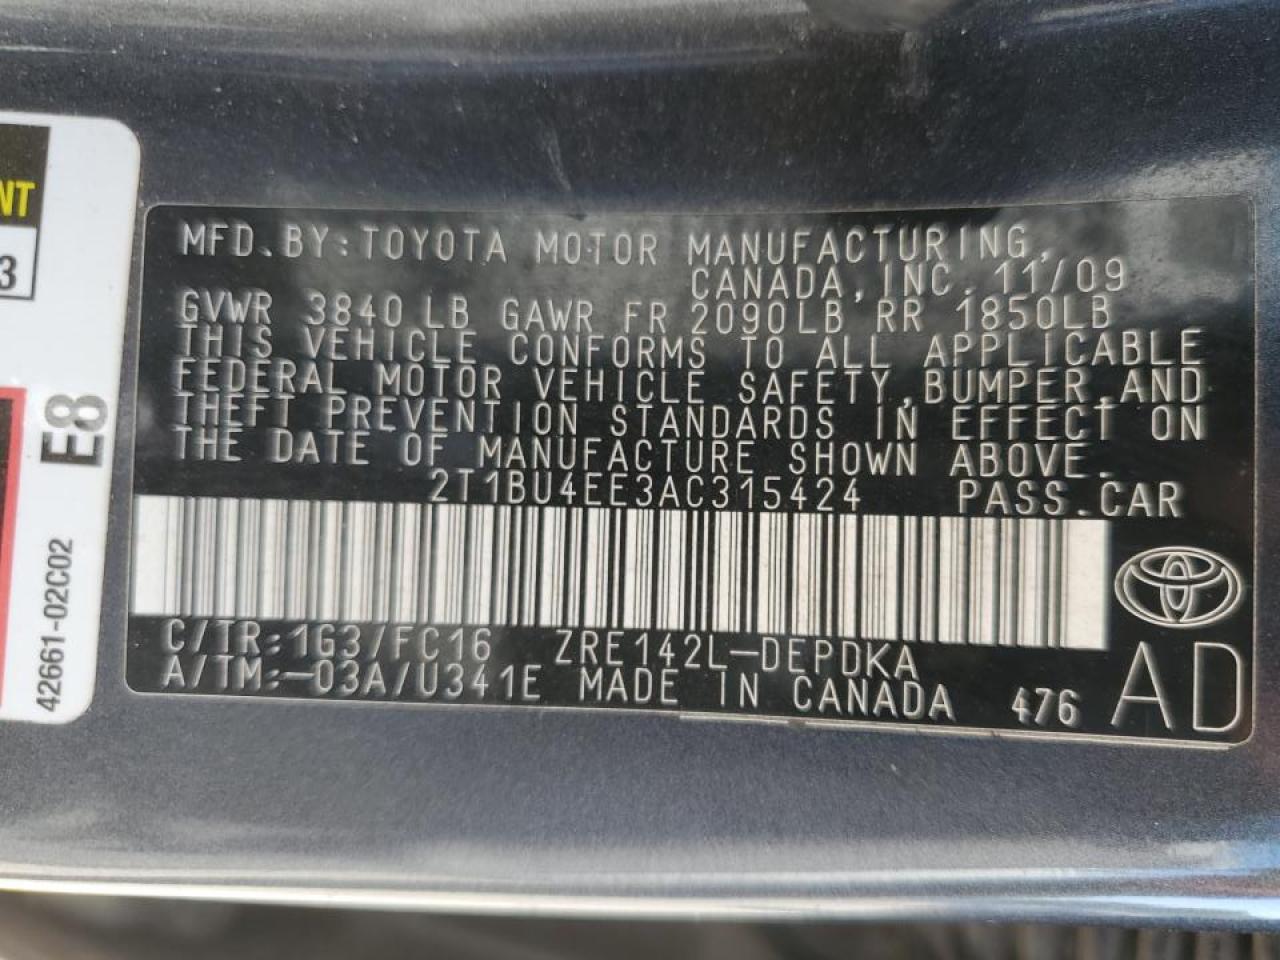 NT
3
E8
42661-02C02
MFD.BY:TOYOTA MOTOR MANUFACTURING,
CANADA,INC. 11/09
GVWR 3840 LB GAWR FR 2090LB RR 1850LB
THIS VEHICLE CONFORMS TO ALL APPLICABLE
FEDERAL MOTOR VEHICLE SAFETY,BUMPER,AND
THEFT PREVENTION STANDARDS IN EFFECT ON
THE DATE OF MANUFACTURE SHOWN ABOVE.
2T1BU4EE3AC315424 PASS.CAR
C/TR:1G3/FC16 ZRE142L-DEPDKA
A/TM:-03A/U341E MADE IN CANADA 476
AD